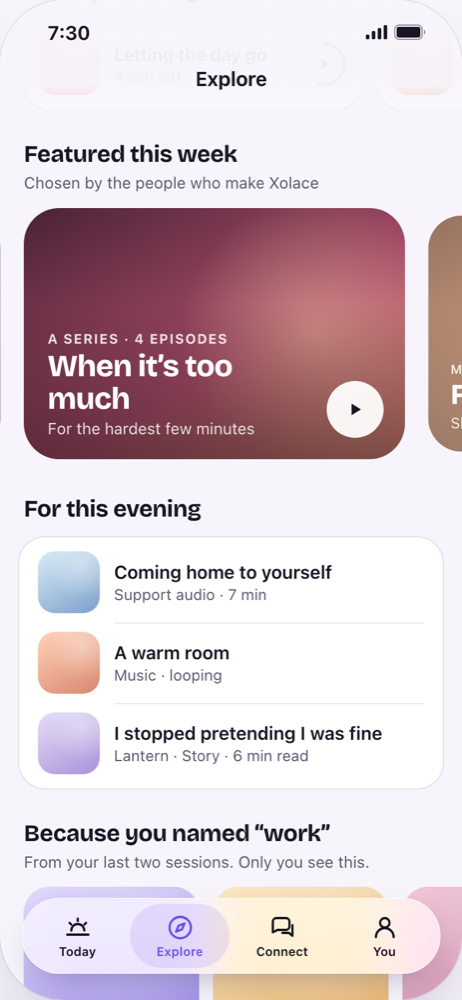 7:30
Letting the day go
4 min left
Explore
Featured this week
Chosen by the people who make Xolace
A SERIES · 4 EPISODES
When it’s too
much
For the hardest few minutes
For this evening
Coming home to yourself
Support audio · 7 min
A warm room
Music · looping
I stopped pretending I was fine
Lantern · Story · 6 min read
Because you named “work”
From your last two sessions. Only you see this.
Today
Explore
Connect
You